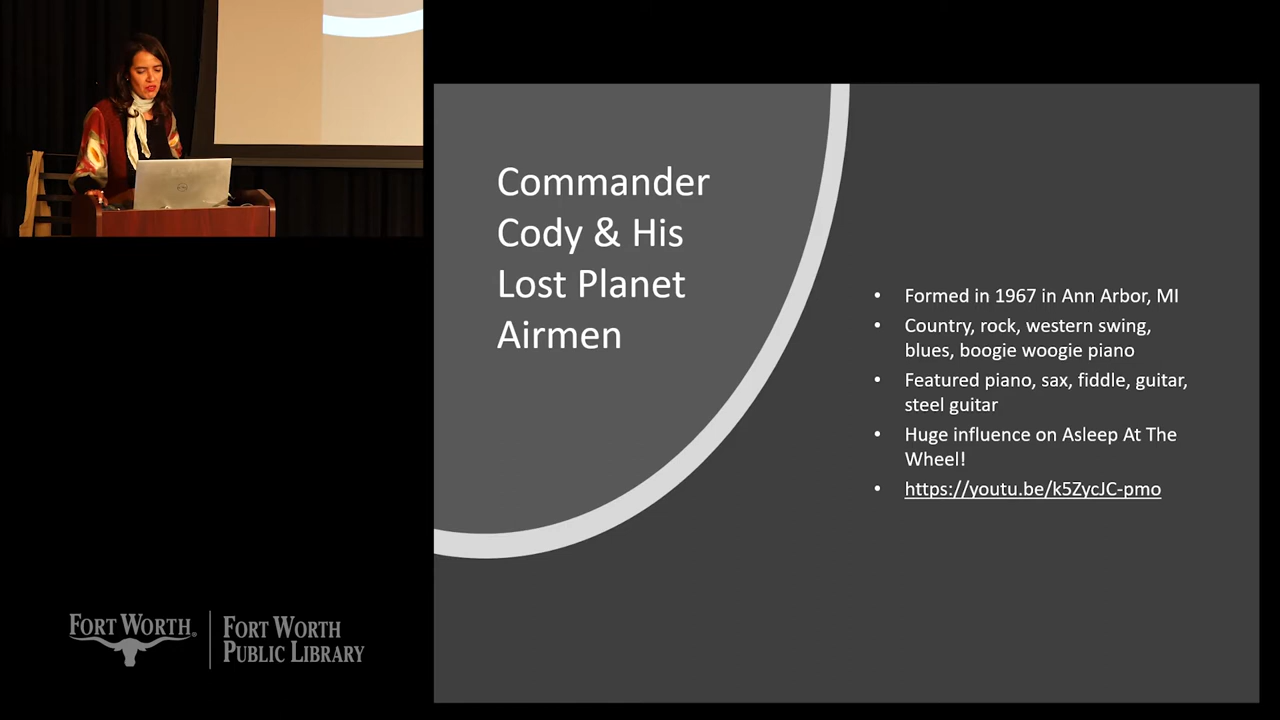 Commander
Cody & His
Lost Planet
Airmen
• Formed in 1967 in Ann Arbor, MI
• Country, rock, western swing,
blues, boogie woogie piano
• Featured piano, sax, fiddle, guitar,
steel guitar
• Huge influence on Asleep At The
Wheel!
• https://youtu.be/k5ZycJC-pmo
FORT WORTH®
FORT WORTH
PUBLIC LIBRARY